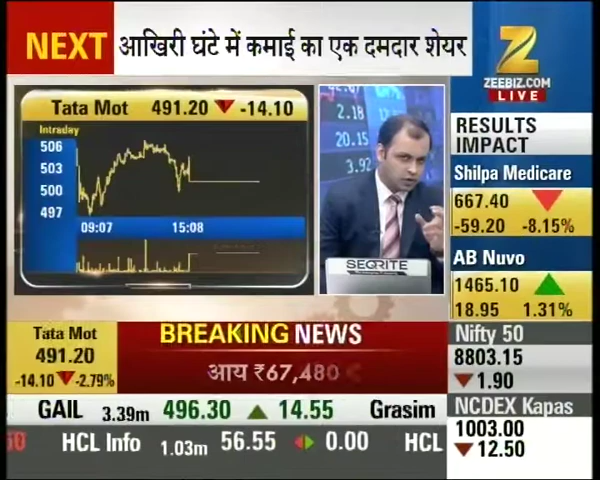 NEXT
आखिरी घंटे में कमाई का एक दमदार शेयर
Z
ZEEBIZ.COM
LIVE
Tata Mot 491.20 -14.10
Intraday
506
503
500
497
09:07 15:08
2.18
20.15
3.92
SEQRITE
RESULTS
IMPACT
Shilpa Medicare
667.40
-59.20 -8.15%
AB Nuvo
1465.10
18.95 1.31%
Tata Mot
491.20
-14.10 -2.79%
BREAKING NEWS
आय ₹67,480
Nifty 50
8803.15
1.90
GAIL 3.39m 496.30 14.55 Grasim
NCDEX Kapas
1003.00
12.50
HCL Info 1.03m 56.55 0.00 HCL